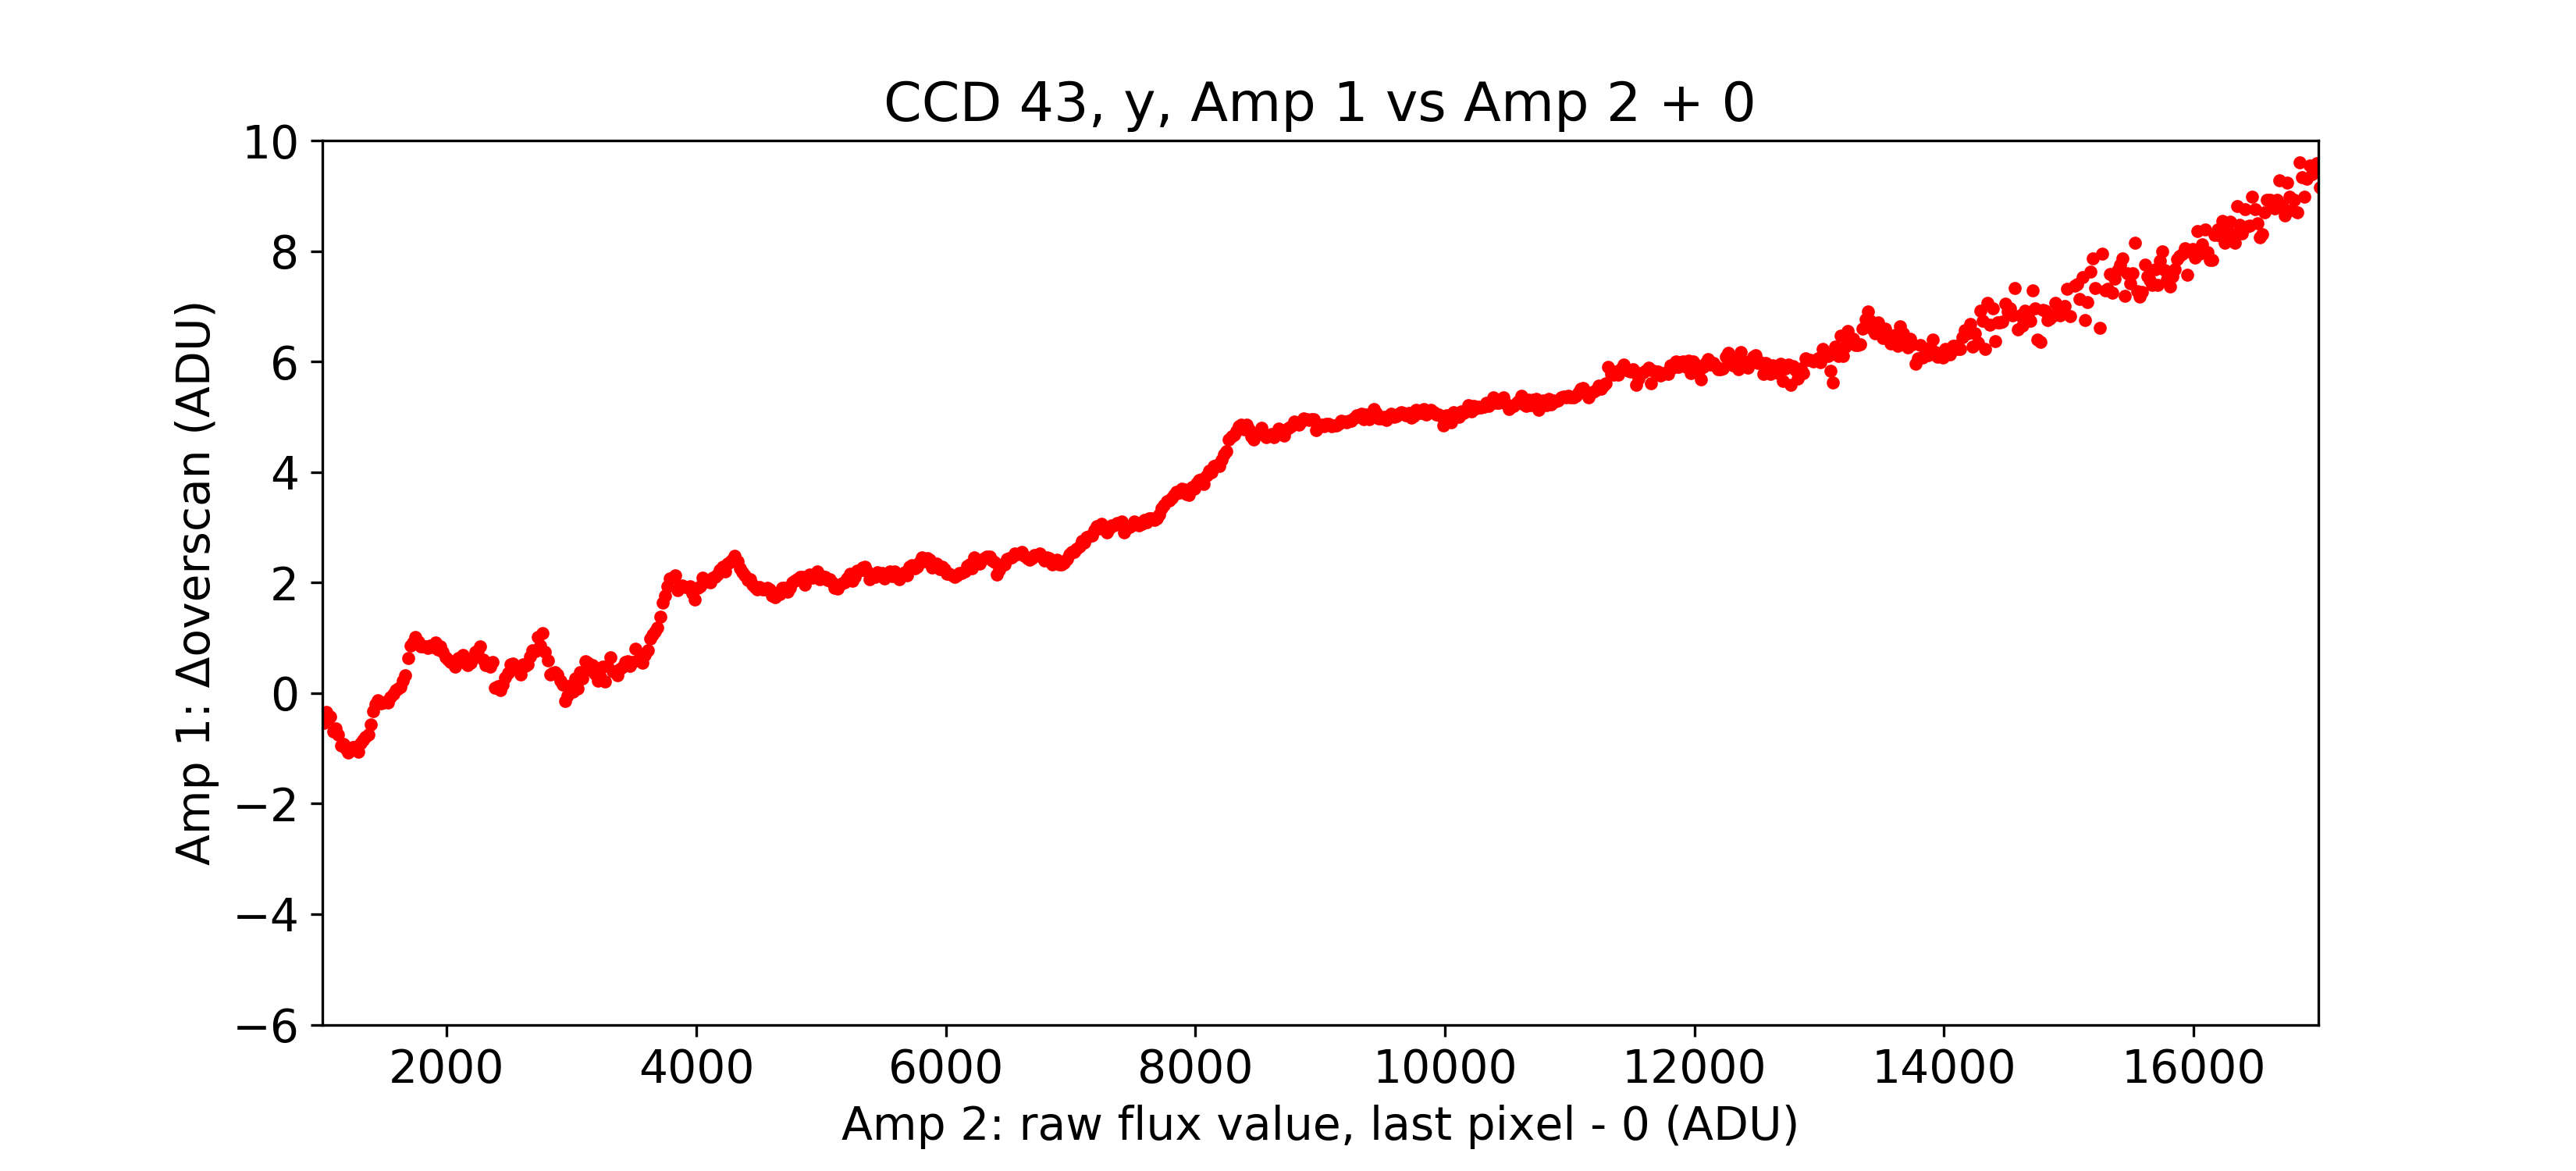 CCD 43, y, Amp 1 vs Amp 2 + 0
10
8
6
4
2
0
−2
−4
−6
Amp 1: Δoverscan (ADU)
2000 4000 6000 8000 10000 12000 14000 16000
Amp 2: raw flux value, last pixel - 0 (ADU)